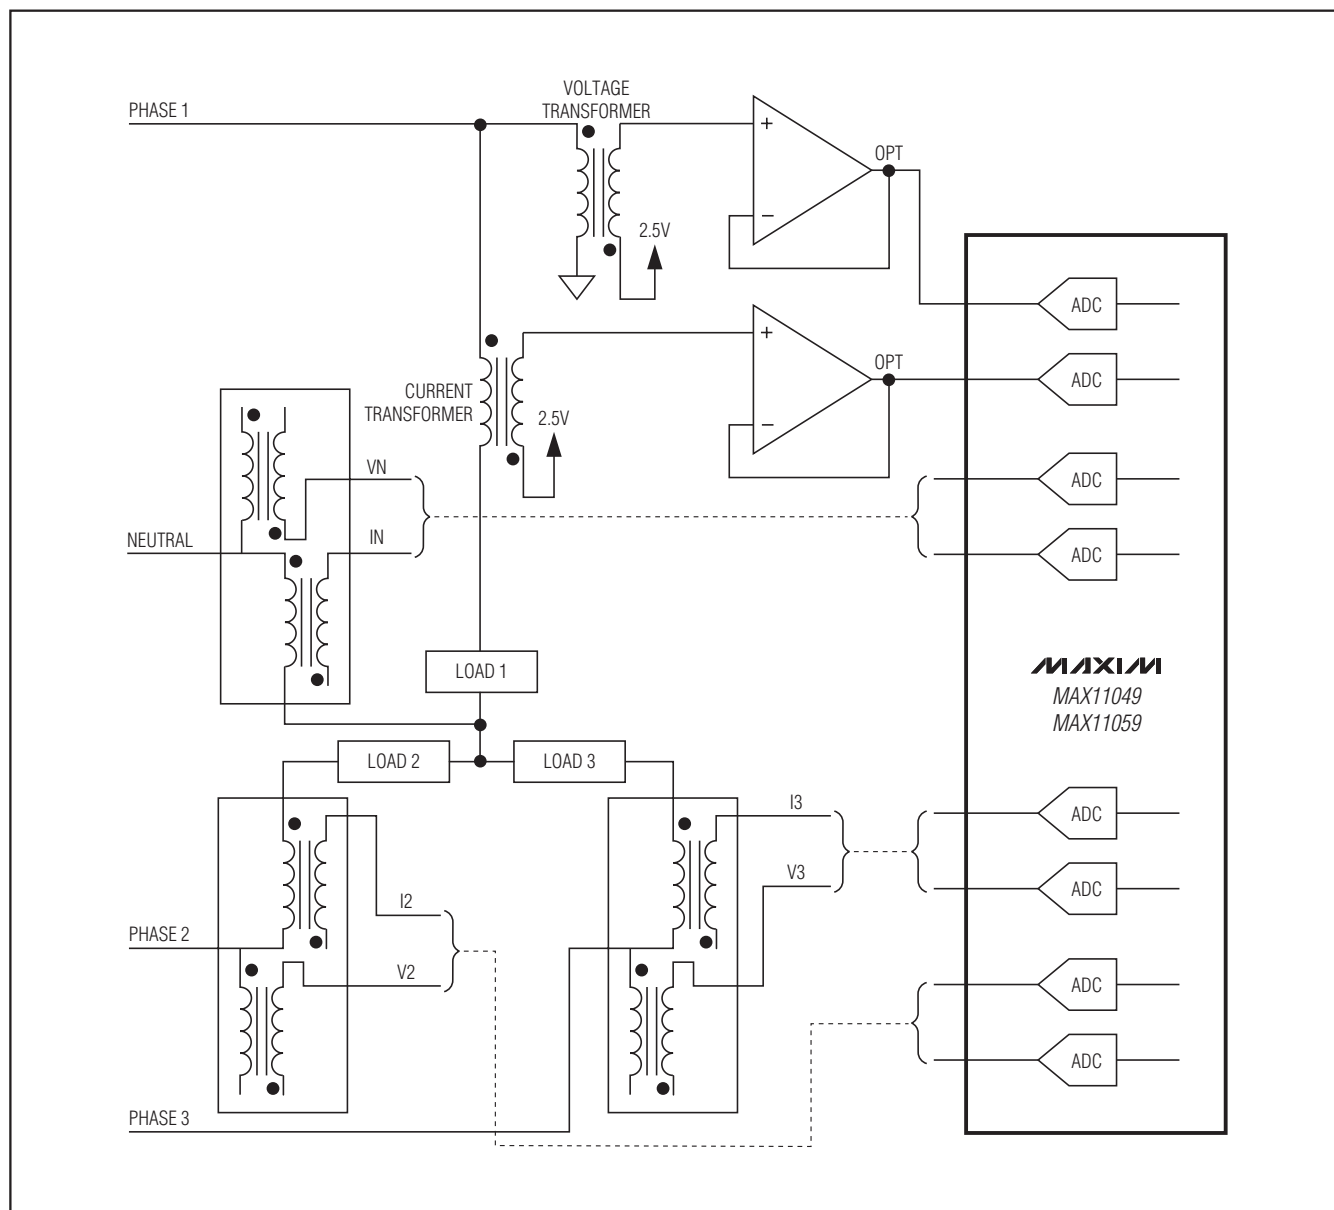 PHASE 1
VOLTAGE
TRANSFORMER
+
OPT
−
2.5V
ADC
+
OPT
−
ADC
CURRENT
TRANSFORMER
2.5V
VN
ADC
IN
NEUTRAL
ADC
LOAD 1
MAXIM
MAX11049
MAX11059
LOAD 2
LOAD 3
I3
ADC
V3
ADC
I2
PHASE 2
V2
ADC
ADC
PHASE 3